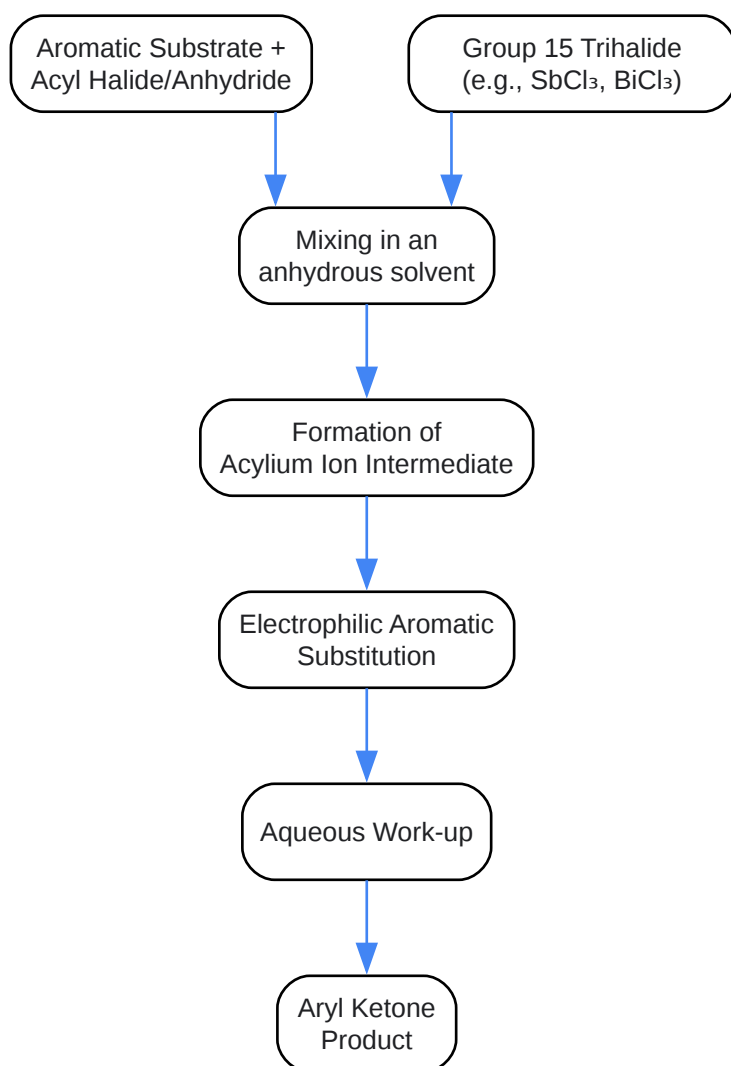 Aromatic Substrate +
Acyl Halide/Anhydride
Group 15 Trihalide
(e.g., SbCl₃, BiCl₃)
Mixing in an
anhydrous solvent
Formation of
Acylium Ion Intermediate
Electrophilic Aromatic
Substitution
Aqueous Work-up
Aryl Ketone
Product